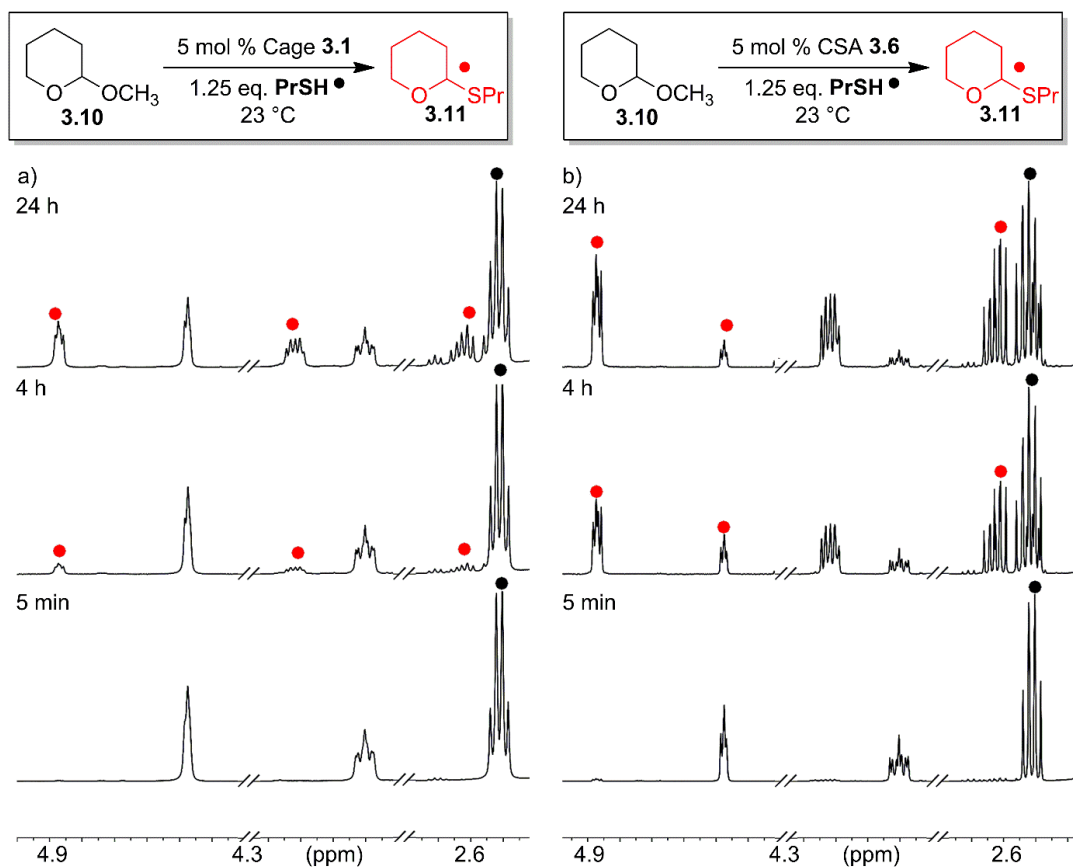 5 mol % Cage 3.1
1.25 eq. PrSH
23 °C
O
OCH3
3.10
O
SPr
3.11
5 mol % CSA 3.6
1.25 eq. PrSH
23 °C
O
OCH3
3.10
O
SPr
3.11
a)
24 h
4 h
5 min
4.9 4.3 (ppm) 2.6
b)
24 h
4 h
5 min
4.9 4.3 (ppm) 2.6